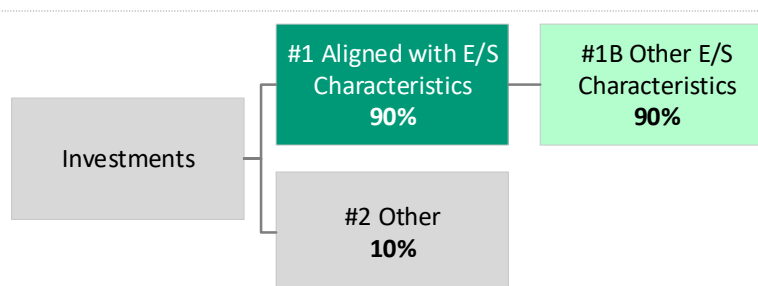 Investments
#1 Aligned with E/S
Characteristics
90%
#1B Other E/S
Characteristics
90%
#2 Other
10%